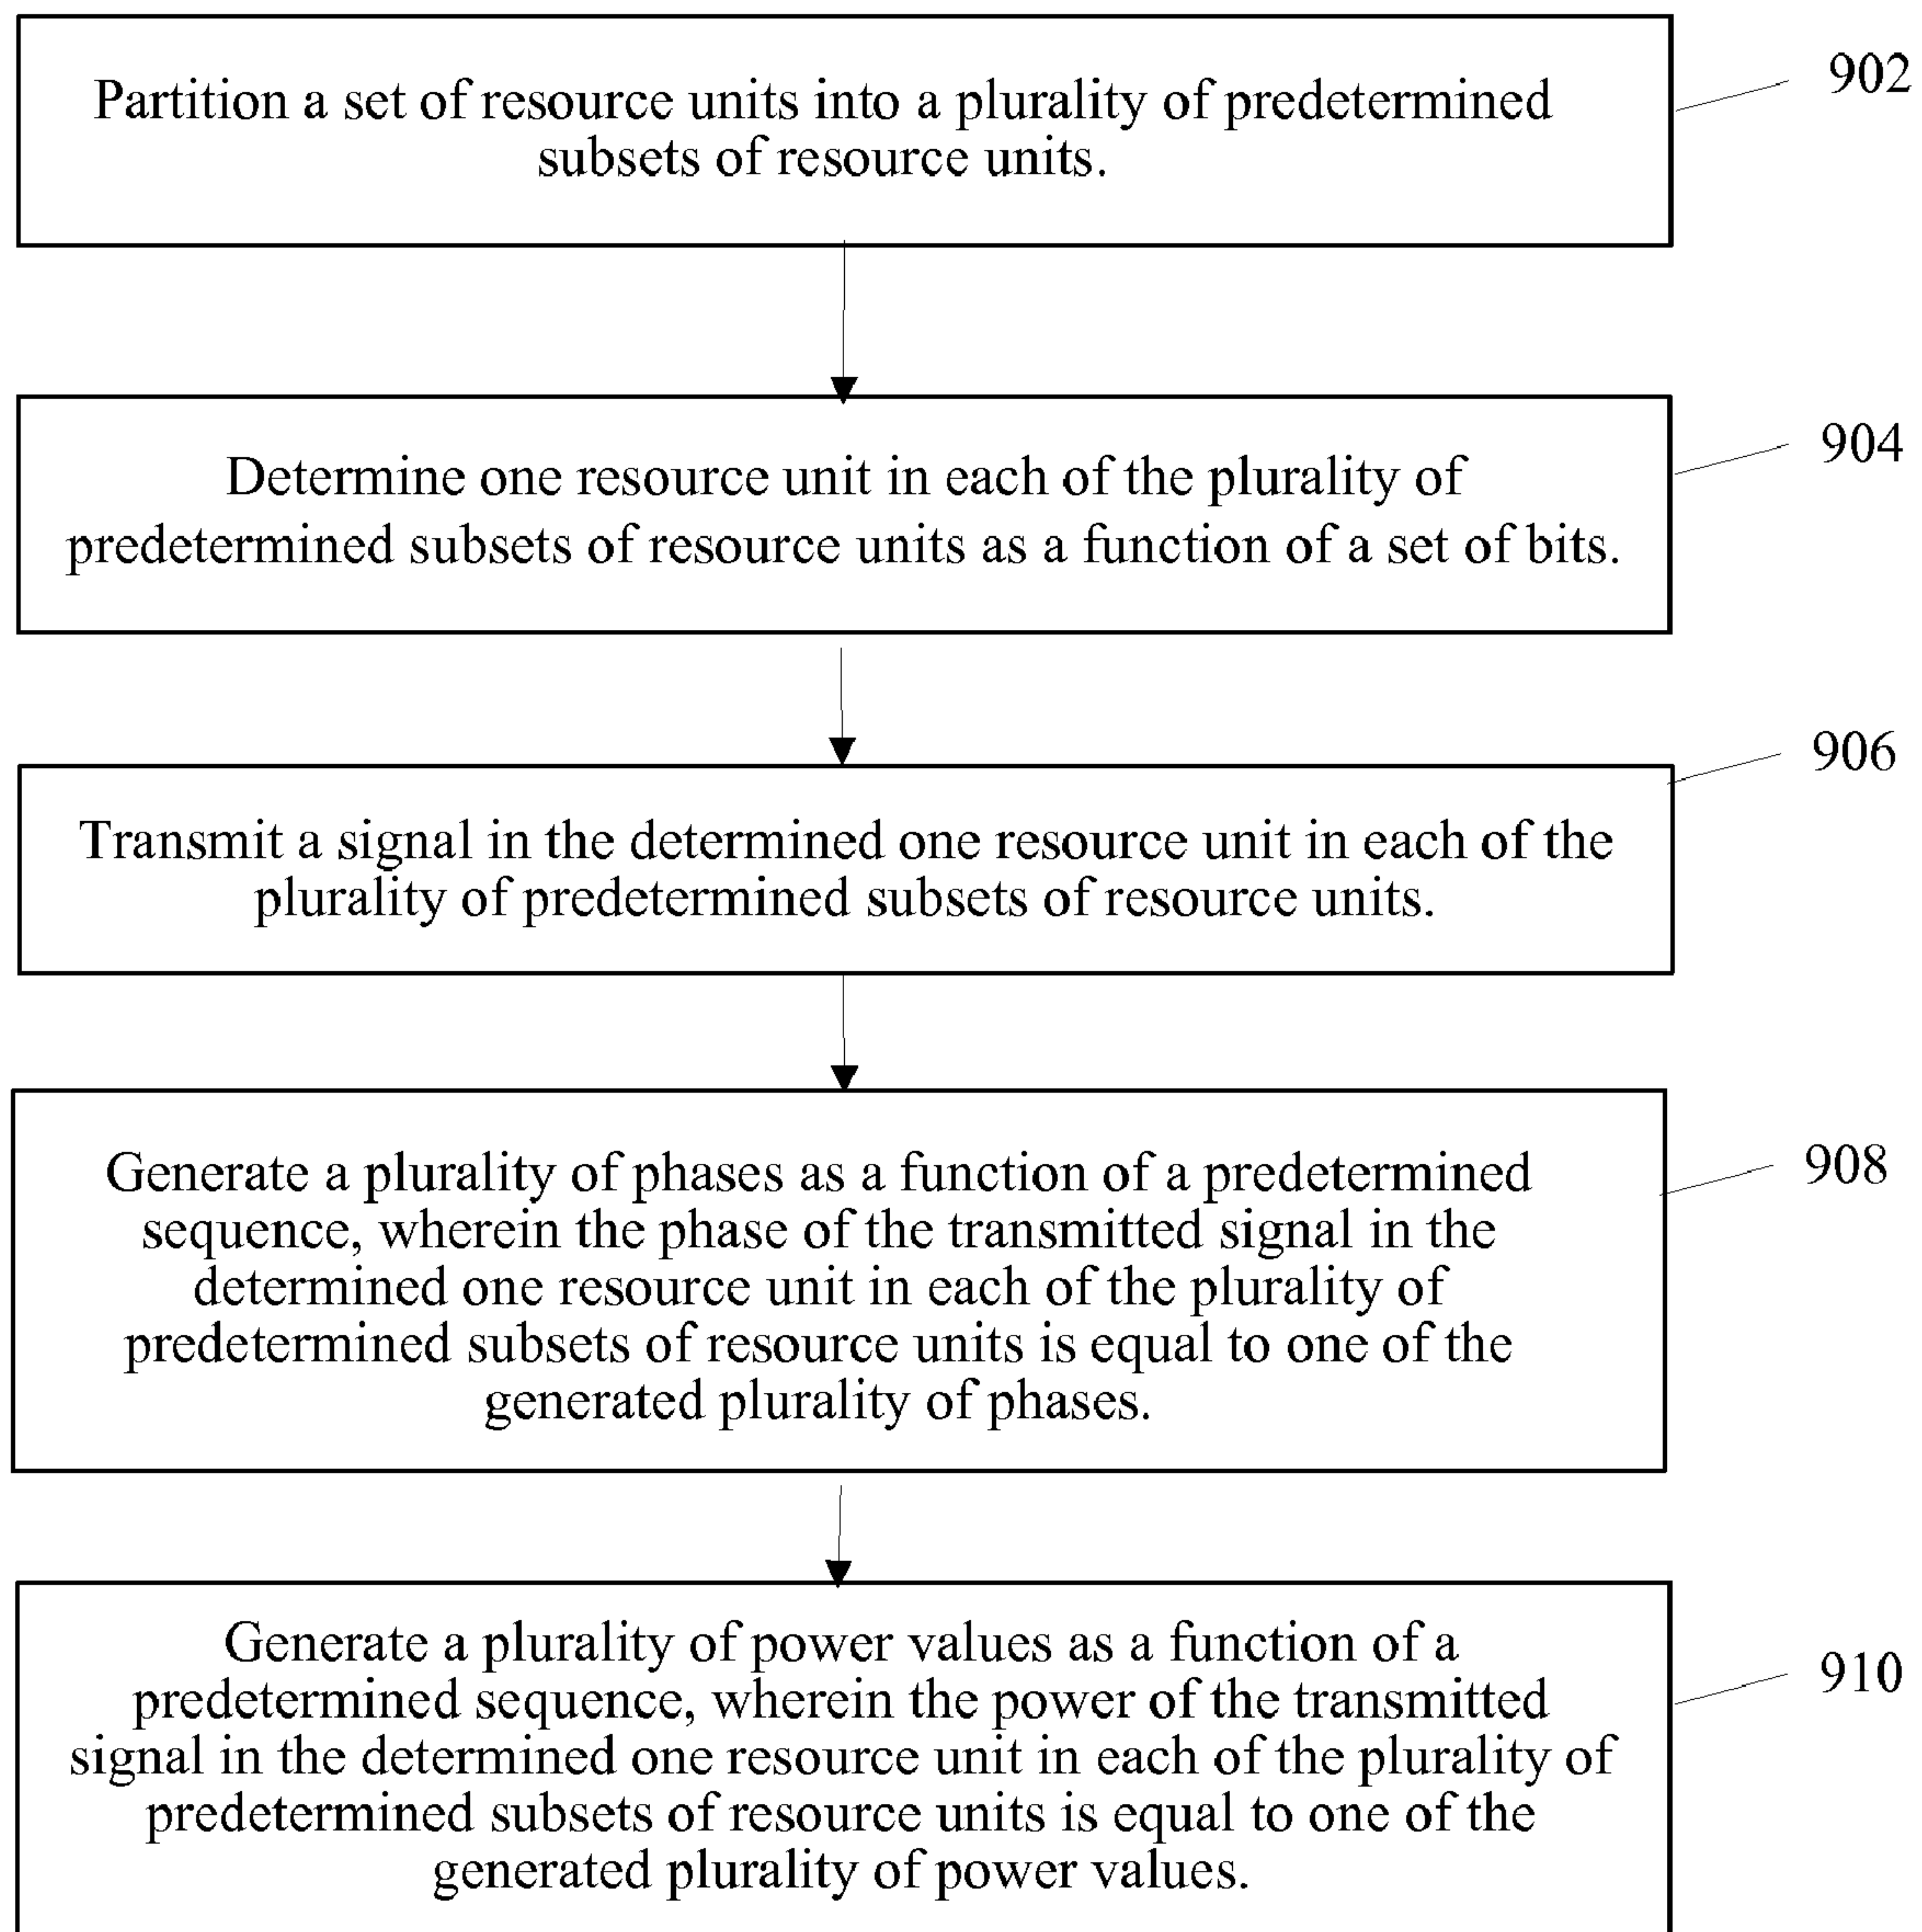 Partition a set of resource units into a plurality of predetermined
subsets of resource units.
902
Determine one resource unit in each of the plurality of
predetermined subsets of resource units as a function of a set of bits.
904
Transmit a signal in the determined one resource unit in each of the
plurality of predetermined subsets of resource units.
906
Generate a plurality of phases as a function of a predetermined
sequence, wherein the phase of the transmitted signal in the
determined one resource unit in each of the plurality of
predetermined subsets of resource units is equal to one of the
generated plurality of phases.
908
Generate a plurality of power values as a function of a
predetermined sequence, wherein the power of the transmitted
signal in the determined one resource unit in each of the plurality of
predetermined subsets of resource units is equal to one of the
generated plurality of power values.
910